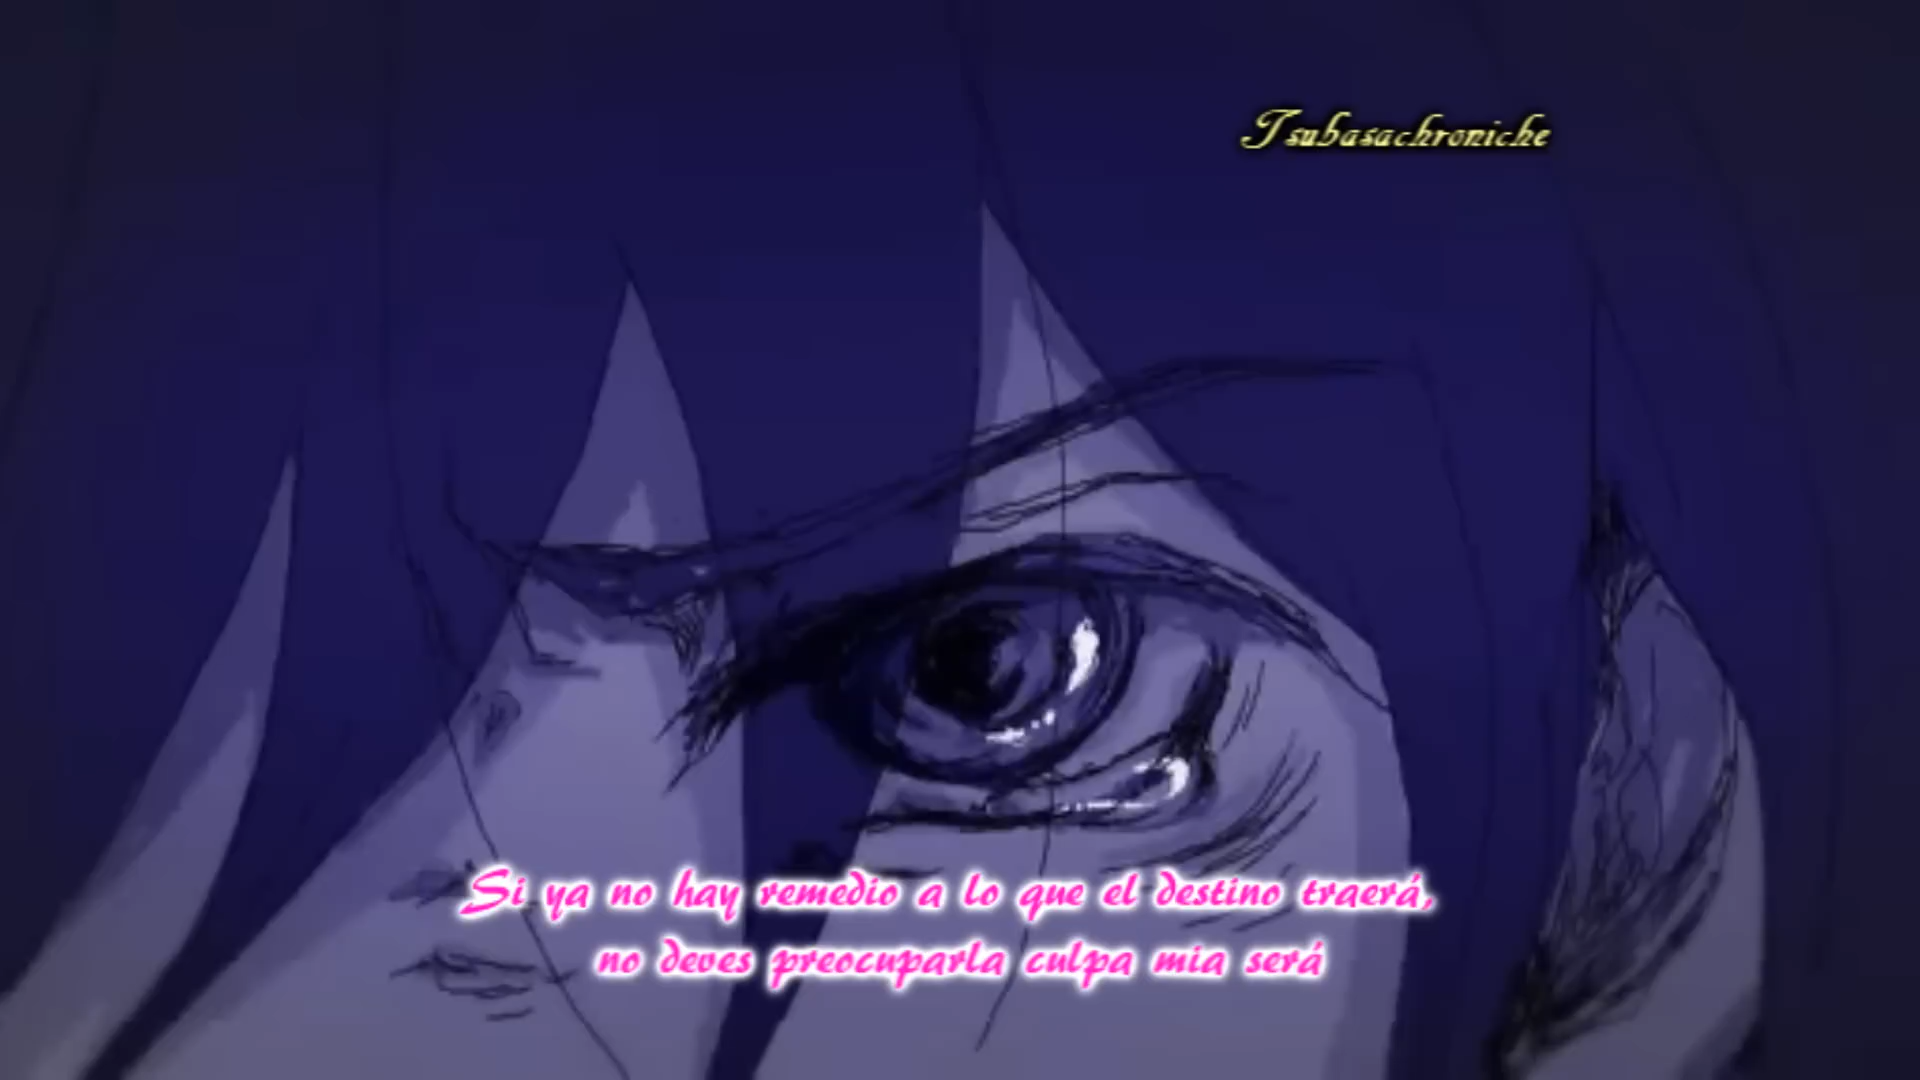 Tsubasachroniche
Si ya no hay remedio a lo que el destino traerá,
no deves preocuparla culpa mia será